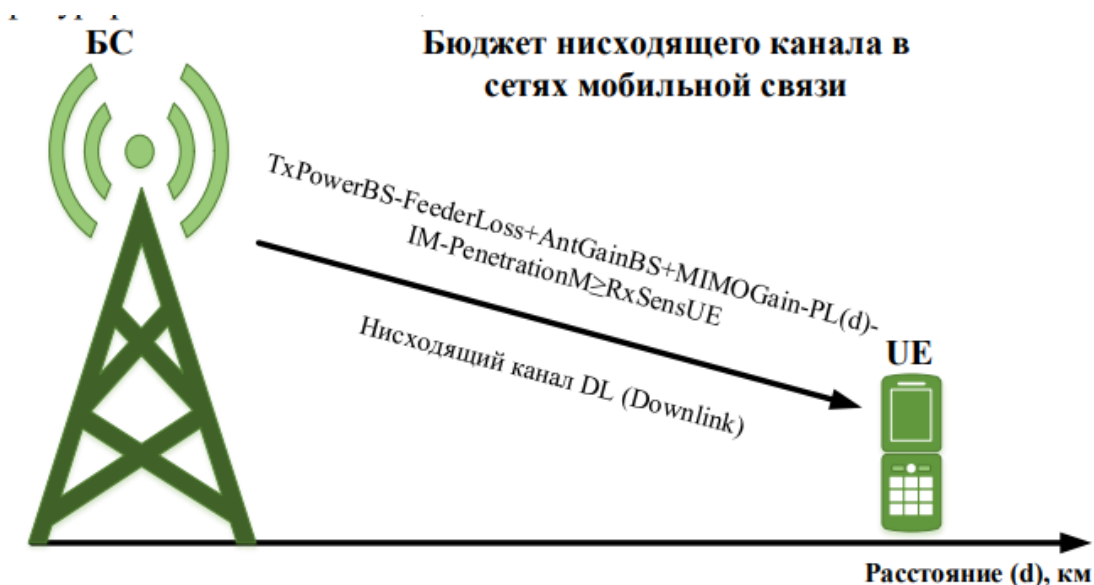 БС
Бюджет нисходящего канала в
сетях мобильной связи
TxPowerBS-FeederLoss+AntGainBS+MIMOGain-PL(d)-
IM-PenetrationM≥RxSensUE
Нисходящий канал DL (Downlink)
UE
Расстояние (d), км